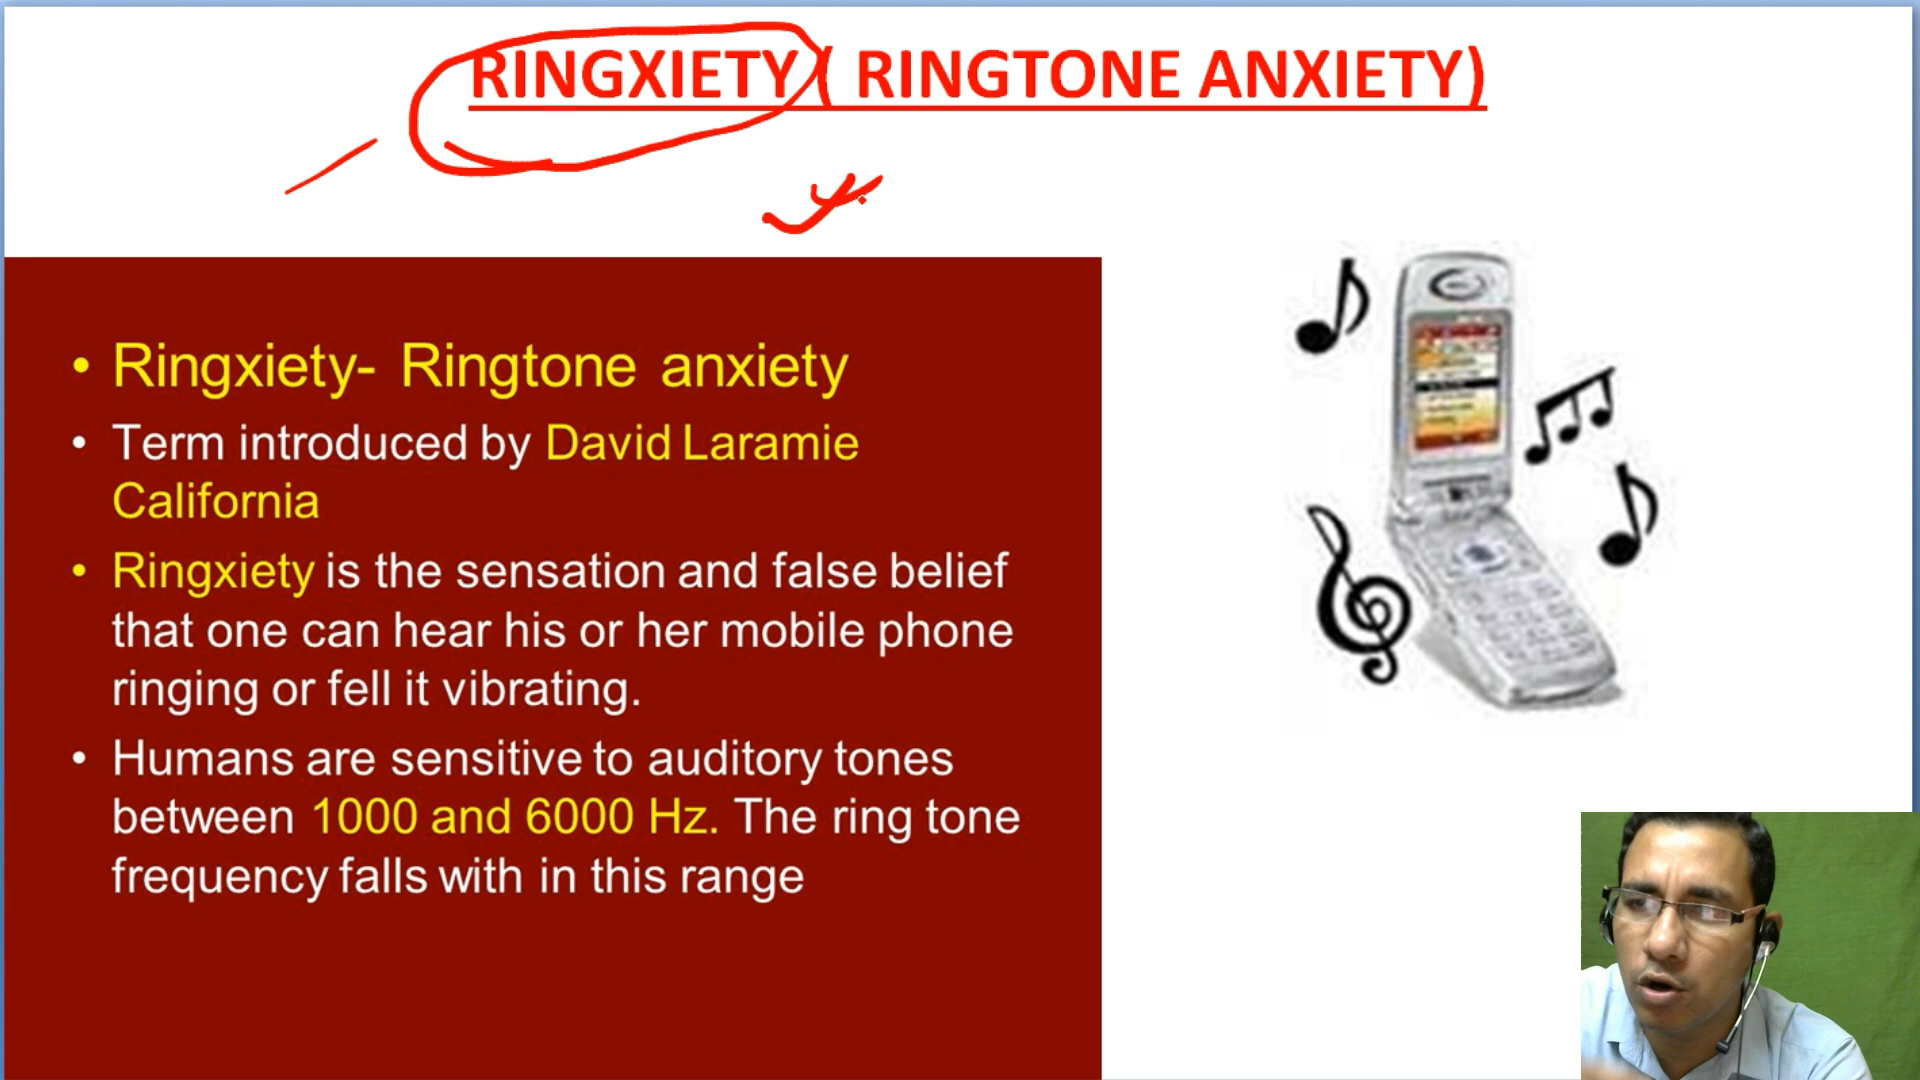 RINGXIETY ( RINGTONE ANXIETY)
• Ringxiety- Ringtone anxiety
• Term introduced by David Laramie
California
• Ringxiety is the sensation and false belief
that one can hear his or her mobile phone
ringing or fell it vibrating.
• Humans are sensitive to auditory tones
between 1000 and 6000 Hz. The ring tone
frequency falls with in this range